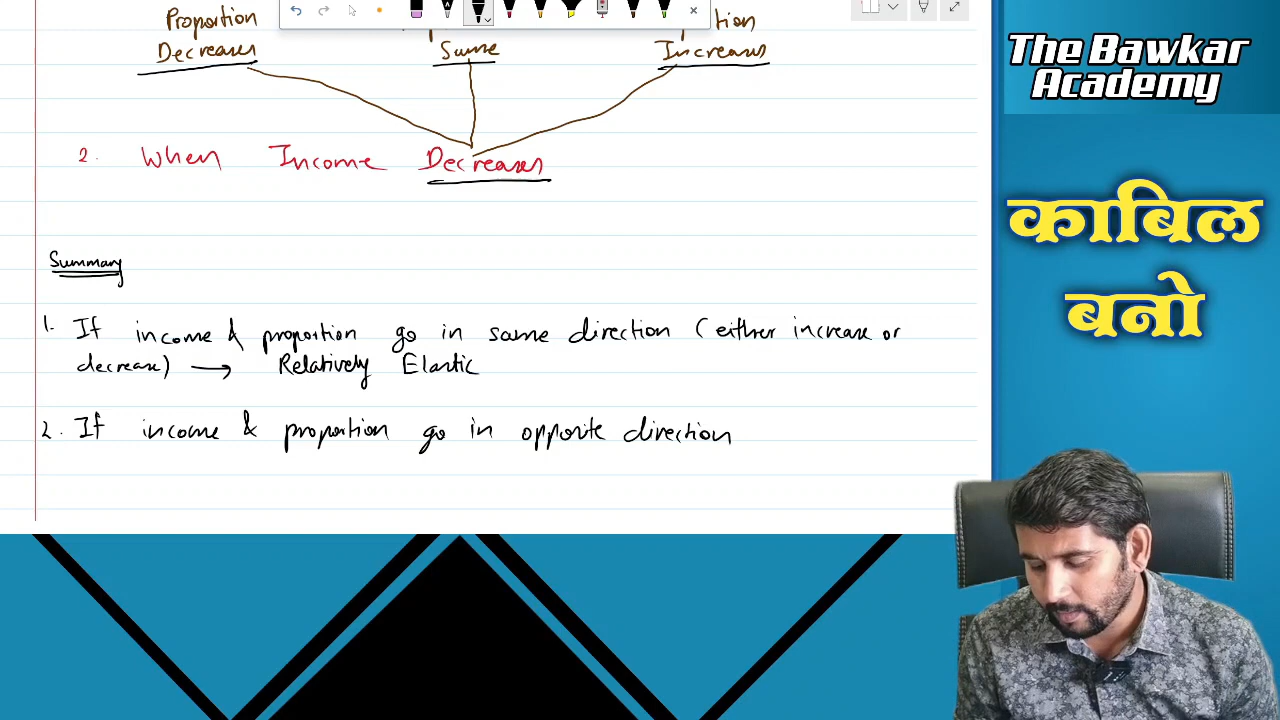 Proportion
Decreases
Same
Increases
The Bawkar
Academy
2. When Income Decreases
काबिल
बनो
Summary
1. If income & proportion go in same direction (either increase or
decrease) → Relatively Elastic
2. If income & proportion go in opposite direction